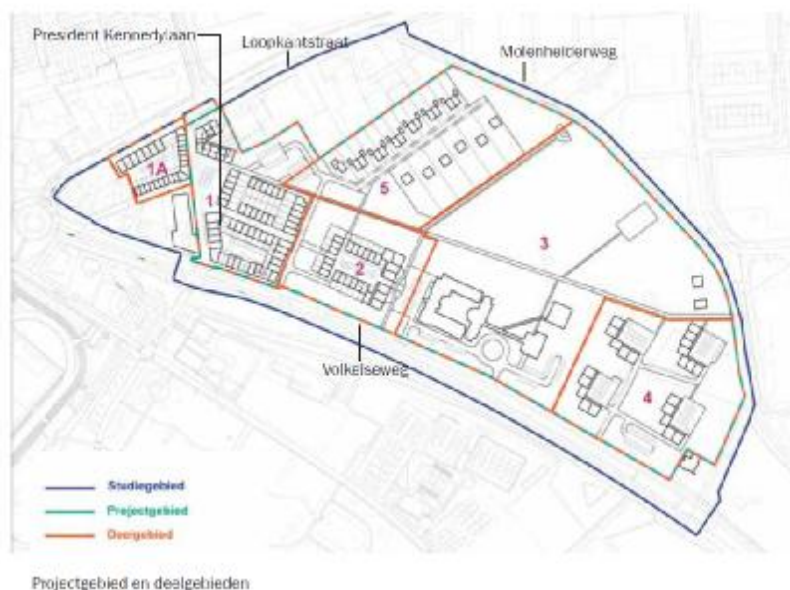 President Kennedylaan
Loopkantstraat
Molenheiderweg
1A
1
5
3
2
4
Volkelseweg
Studiegebied
Projectgebied
Deelgebied
Projectgebied en deelgebieden